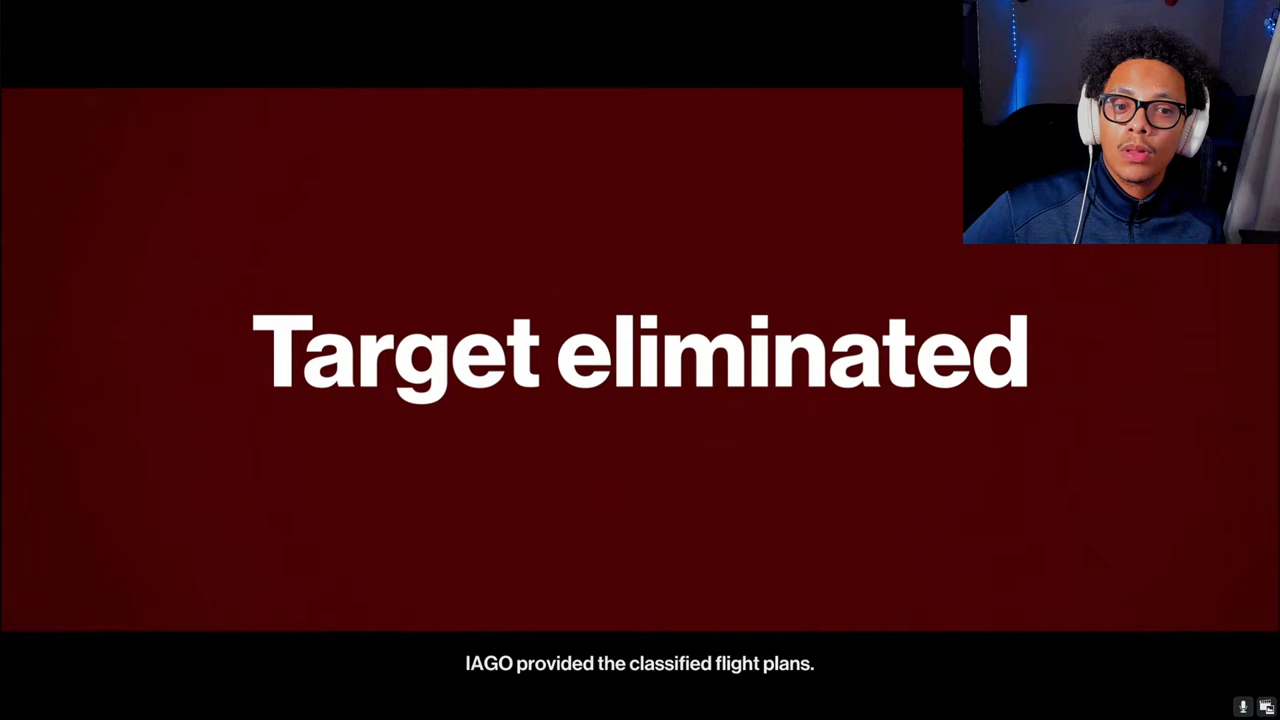 Target eliminated
IAGO provided the classified flight plans.